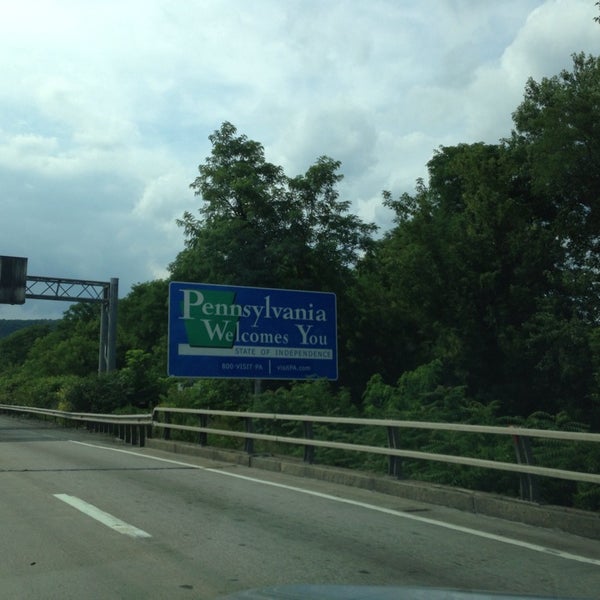 Pennsylvania
Welcomes You
STATE OF INDEPENDENCE
800-VISIT-PA | visitPA.com